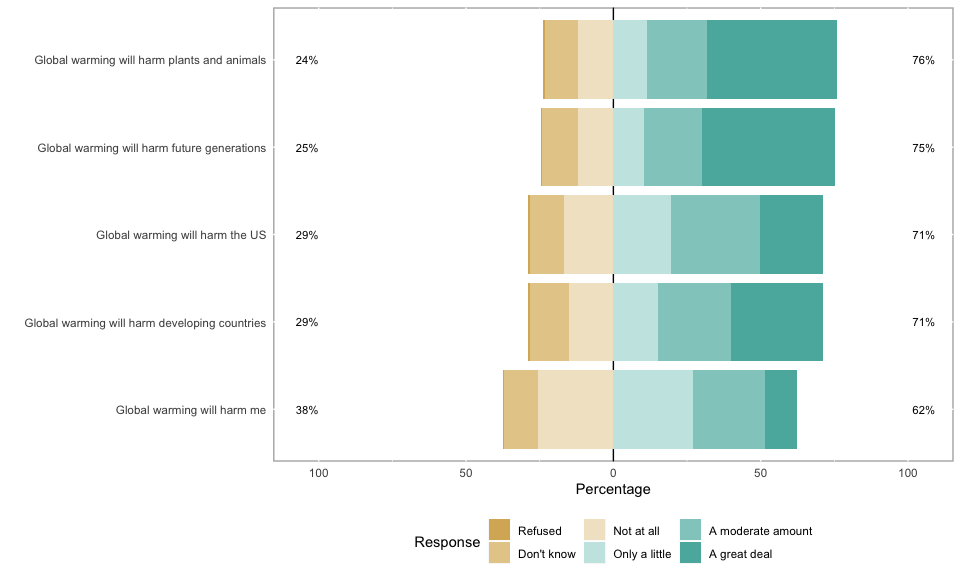 Global warming will harm plants and animals 24% 76%
Global warming will harm future generations 25% 75%
Global warming will harm the US 29% 71%
Global warming will harm developing countries 29% 71%
Global warming will harm me 38% 62%
100 50 0 50 100
Percentage
Response
Refused Not at all A moderate amount
Don't know Only a little A great deal